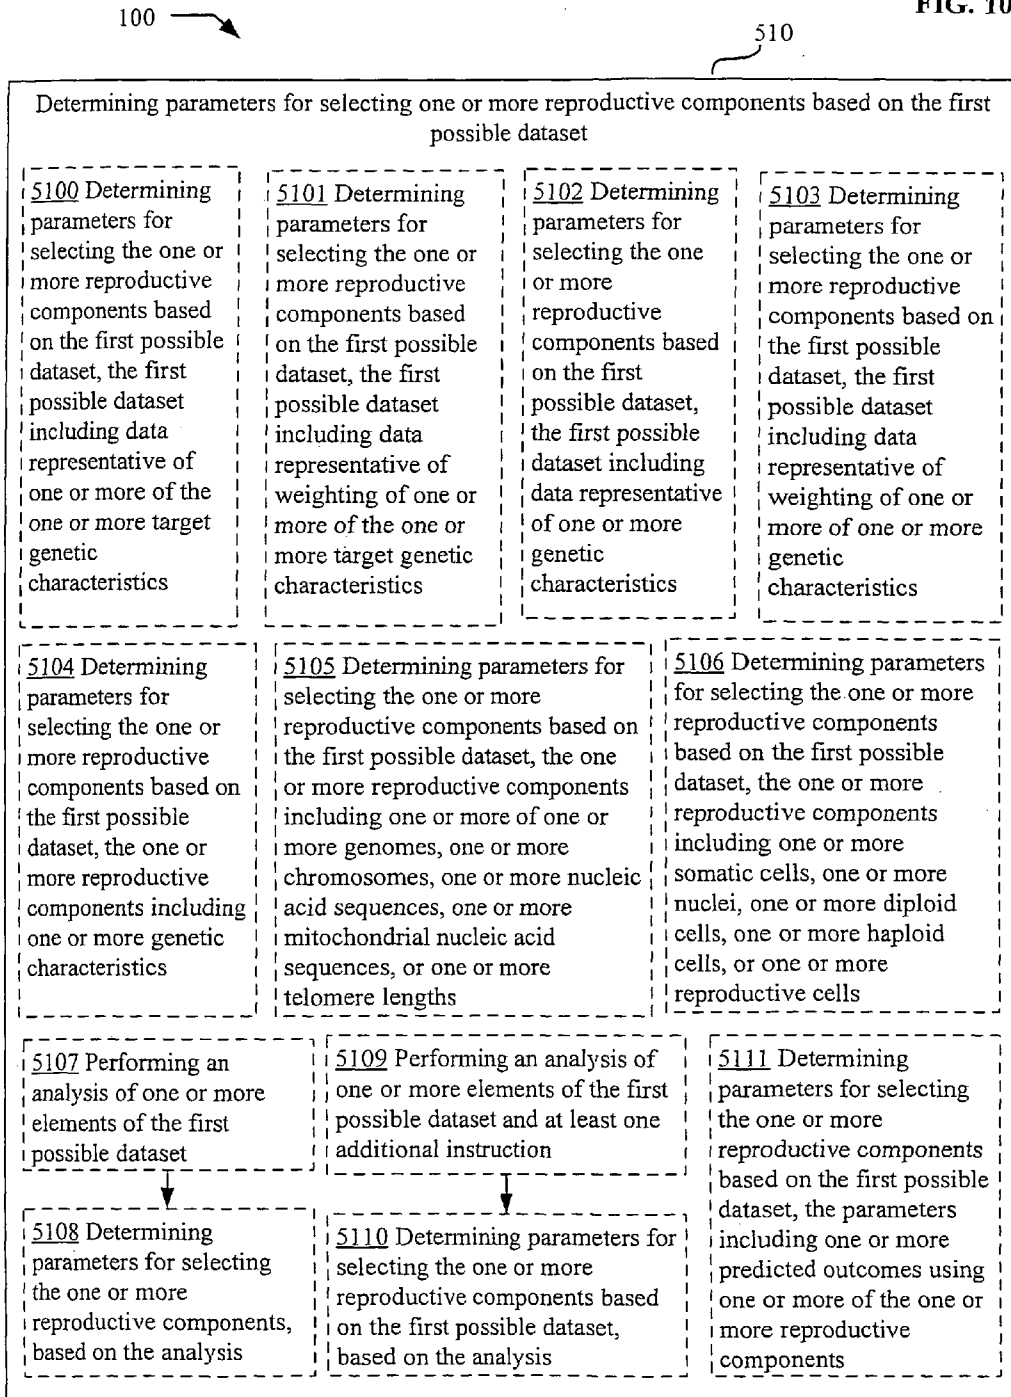 100
FIG. 10
510
Determining parameters for selecting one or more reproductive components based on the first
possible dataset
5100 Determining
parameters for
selecting the one or
more reproductive
components based
on the first possible
dataset, the first
possible dataset
including data
representative of
one or more of the
one or more target
genetic
characteristics
5101 Determining
parameters for
selecting the one or
more reproductive
components based
on the first possible
dataset, the first
possible dataset
including data
representative of
weighting of one or
more of the one or
more target genetic
characteristics
5102 Determining
parameters for
selecting the one
or more
reproductive
components based
on the first
possible dataset,
the first possible
dataset including
data representative
of one or more
genetic
characteristics
5103 Determining
parameters for
selecting the one or
more reproductive
components based on
the first possible
dataset, the first
possible dataset
including data
representative of
weighting of one or
more of one or more
genetic
characteristics
5104 Determining
parameters for
selecting the one or
more reproductive
components based on
the first possible
dataset, the one or
more reproductive
components including
one or more genetic
characteristics
5105 Determining parameters for
selecting the one or more
reproductive components based on
the first possible dataset, the one
or more reproductive components
including one or more of one or
more genomes, one or more
chromosomes, one or more nucleic
acid sequences, one or more
mitochondrial nucleic acid
sequences, or one or more
telomere lengths
5106 Determining parameters
for selecting the one or more
reproductive components
based on the first possible
dataset, the one or more
reproductive components
including one or more
somatic cells, one or more
nuclei, one or more diploid
cells, one or more haploid
cells, or one or more
reproductive cells
5107 Performing an
analysis of one or more
elements of the first
possible dataset
5108 Determining
parameters for selecting
the one or more
reproductive components,
based on the analysis
5109 Performing an analysis of
one or more elements of the first
possible dataset and at least one
additional instruction
5110 Determining parameters for
selecting the one or more
reproductive components based
on the first possible dataset,
based on the analysis
5111 Determining
parameters for selecting
the one or more
reproductive components
based on the first possible
dataset, the parameters
including one or more
predicted outcomes using
one or more of the one or
more reproductive
components